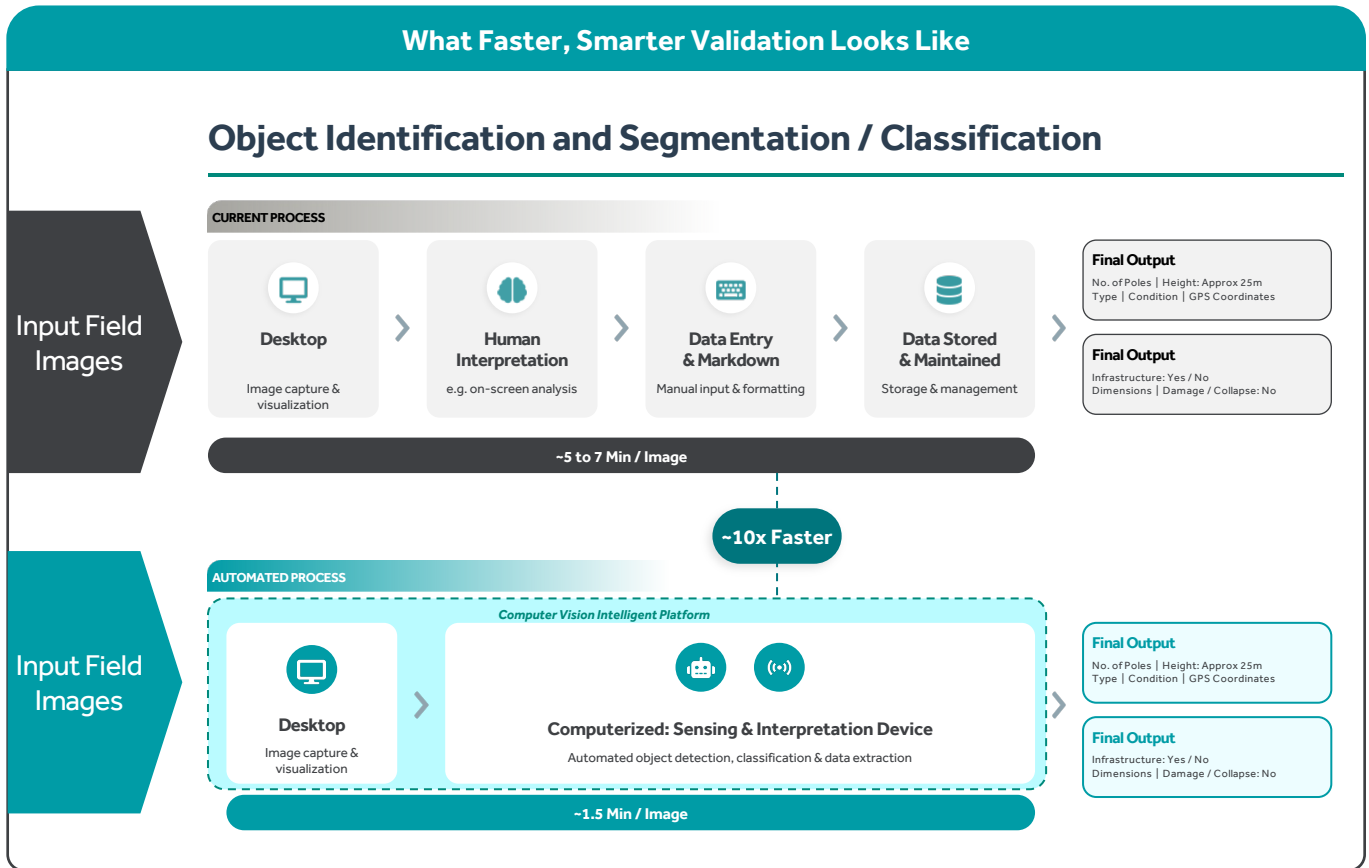 What Faster, Smarter Validation Looks Like
Object Identification and Segmentation / Classification
Input Field
Images
CURRENT PROCESS
Desktop
Image capture &
visualization
Human
Interpretation
e.g. on-screen analysis
Data Entry
& Markdown
Manual input & formatting
Data Stored
& Maintained
Storage & management
Final Output
No. of Poles | Height: Approx 25m
Type | Condition | GPS Coordinates
Final Output
Infrastructure: Yes / No
Dimensions | Damage / Collapse: No
~5 to 7 Min / Image
~10x Faster
Input Field
Images
AUTOMATED PROCESS
Computer Vision Intelligent Platform
Desktop
Image capture &
visualization
Computerized: Sensing & Interpretation Device
Automated object detection, classification & data extraction
Final Output
No. of Poles | Height: Approx 25m
Type | Condition | GPS Coordinates
Final Output
Infrastructure: Yes / No
Dimensions | Damage / Collapse: No
~1.5 Min / Image